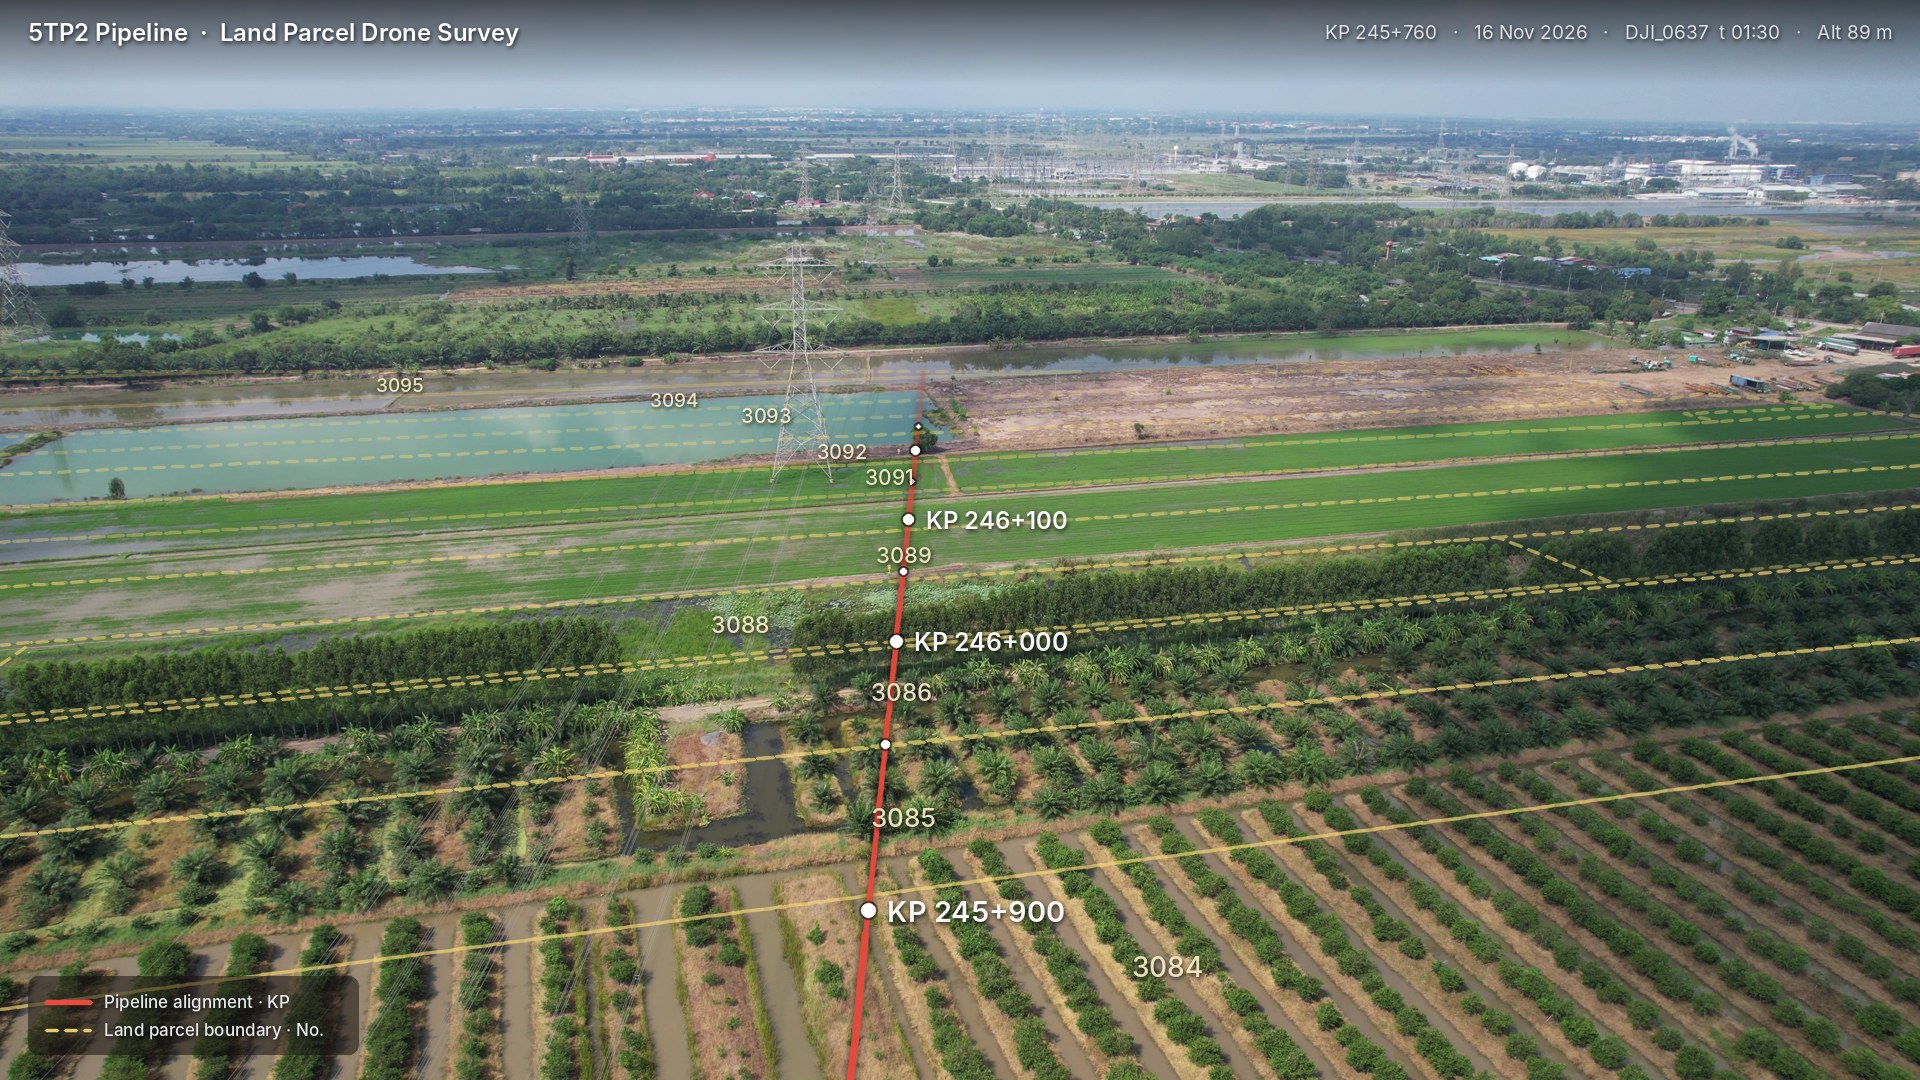 5TP2 Pipeline · Land Parcel Drone Survey
KP 245+760 · 16 Nov 2026 · DJI_0637 t 01:30 · Alt 89 m
3095
3094
3093
3092
3091
KP 246+100
3089
3088
KP 246+000
3086
3085
KP 245+900
3084
Pipeline alignment · KP
Land parcel boundary · No.